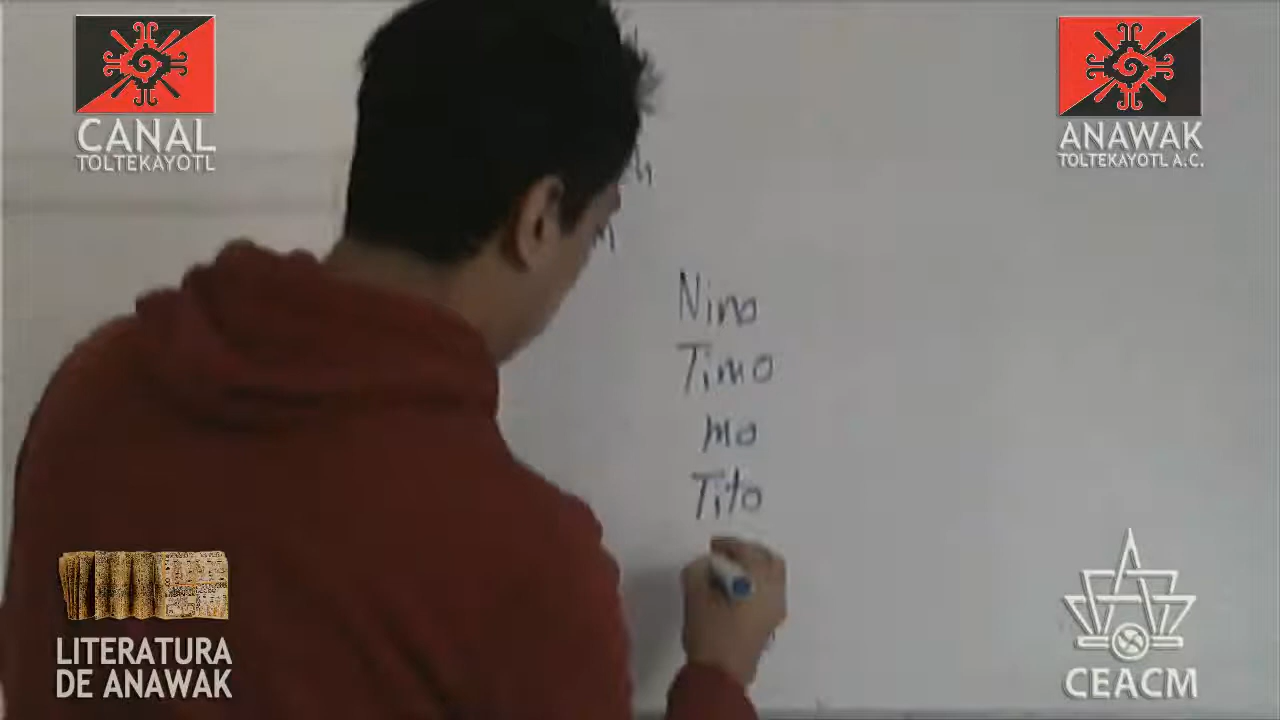 CANAL
TOLTEKAYOTL
ANAWAK
TOLTEKAYOTL A.C.
Nino
Timo
mo
Tito
LITERATURA
DE ANAWAK
CEACM